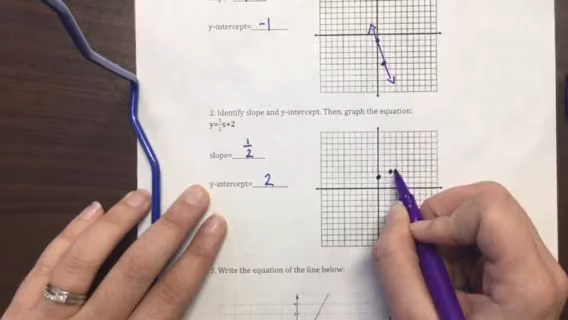 y-intercept= -1
2. Identify slope and y-intercept. Then, graph the equation:
y=½x+2
slope= 1/2
y-intercept= 2
3. Write the equation of the line below: